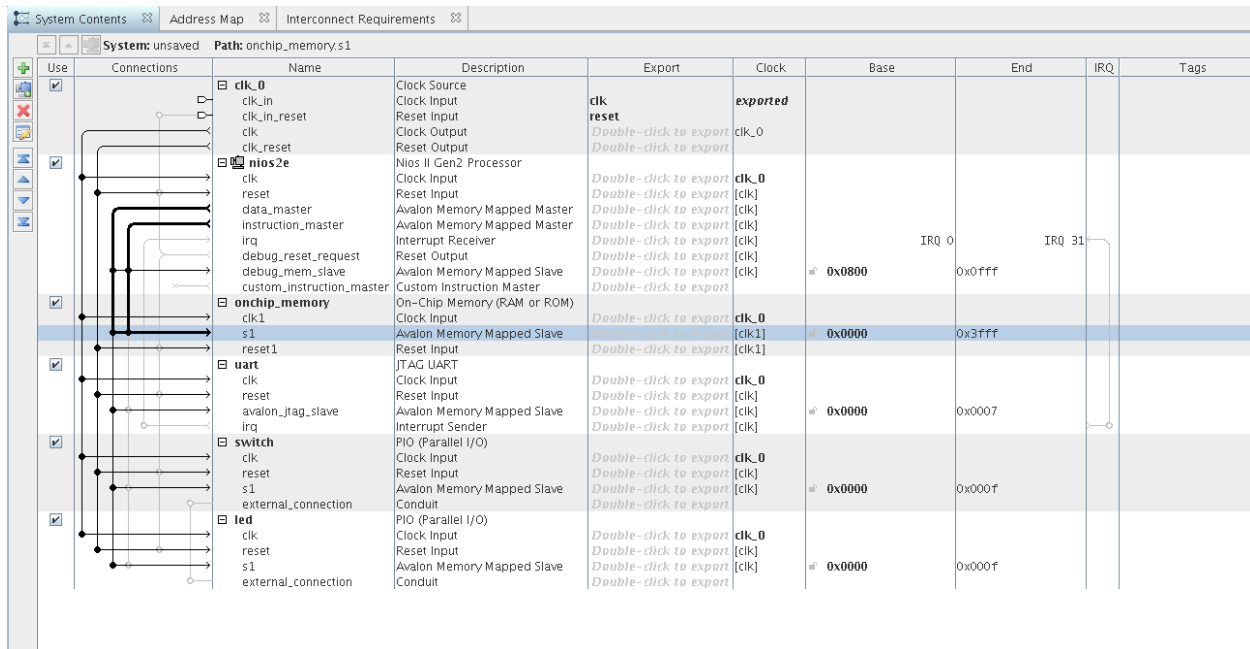 System Contents Address Map Interconnect Requirements
System: unsaved Path: onchip_memory.s1
Use Connections Name Description Export Clock Base End IRQ Tags
clk_0 Clock Source
clk_in Clock Input clk exported
clk_in_reset Reset Input reset
clk Clock Output Double-click to export clk_0
clk_reset Reset Output Double-click to export
nios2e Nios II Gen2 Processor
clk Clock Input Double-click to export clk_0
reset Reset Input Double-click to export [clk]
data_master Avalon Memory Mapped Master Double-click to export [clk]
instruction_master Avalon Memory Mapped Master Double-click to export [clk]
irq Interrupt Receiver Double-click to export [clk] IRQ 0 IRQ 31
debug_reset_request Reset Output Double-click to export [clk]
debug_mem_slave Avalon Memory Mapped Slave Double-click to export [clk] 0x0800 0x0fff
custom_instruction_master Custom Instruction Master Double-click to export
onchip_memory On-Chip Memory (RAM or ROM)
clk1 Clock Input Double-click to export clk_0
s1 Avalon Memory Mapped Slave Double-click to export [clk1] 0x0000 0x3fff
reset1 Reset Input Double-click to export [clk1]
uart JTAG UART
clk Clock Input Double-click to export clk_0
reset Reset Input Double-click to export [clk]
avalon_jtag_slave Avalon Memory Mapped Slave Double-click to export [clk] 0x0000 0x0007
irq Interrupt Sender Double-click to export [clk]
switch PIO (Parallel I/O)
clk Clock Input Double-click to export clk_0
reset Reset Input Double-click to export [clk]
s1 Avalon Memory Mapped Slave Double-click to export [clk] 0x0000 0x000f
external_connection Conduit Double-click to export
led PIO (Parallel I/O)
clk Clock Input Double-click to export clk_0
reset Reset Input Double-click to export [clk]
s1 Avalon Memory Mapped Slave Double-click to export [clk] 0x0000 0x000f
external_connection Conduit Double-click to export